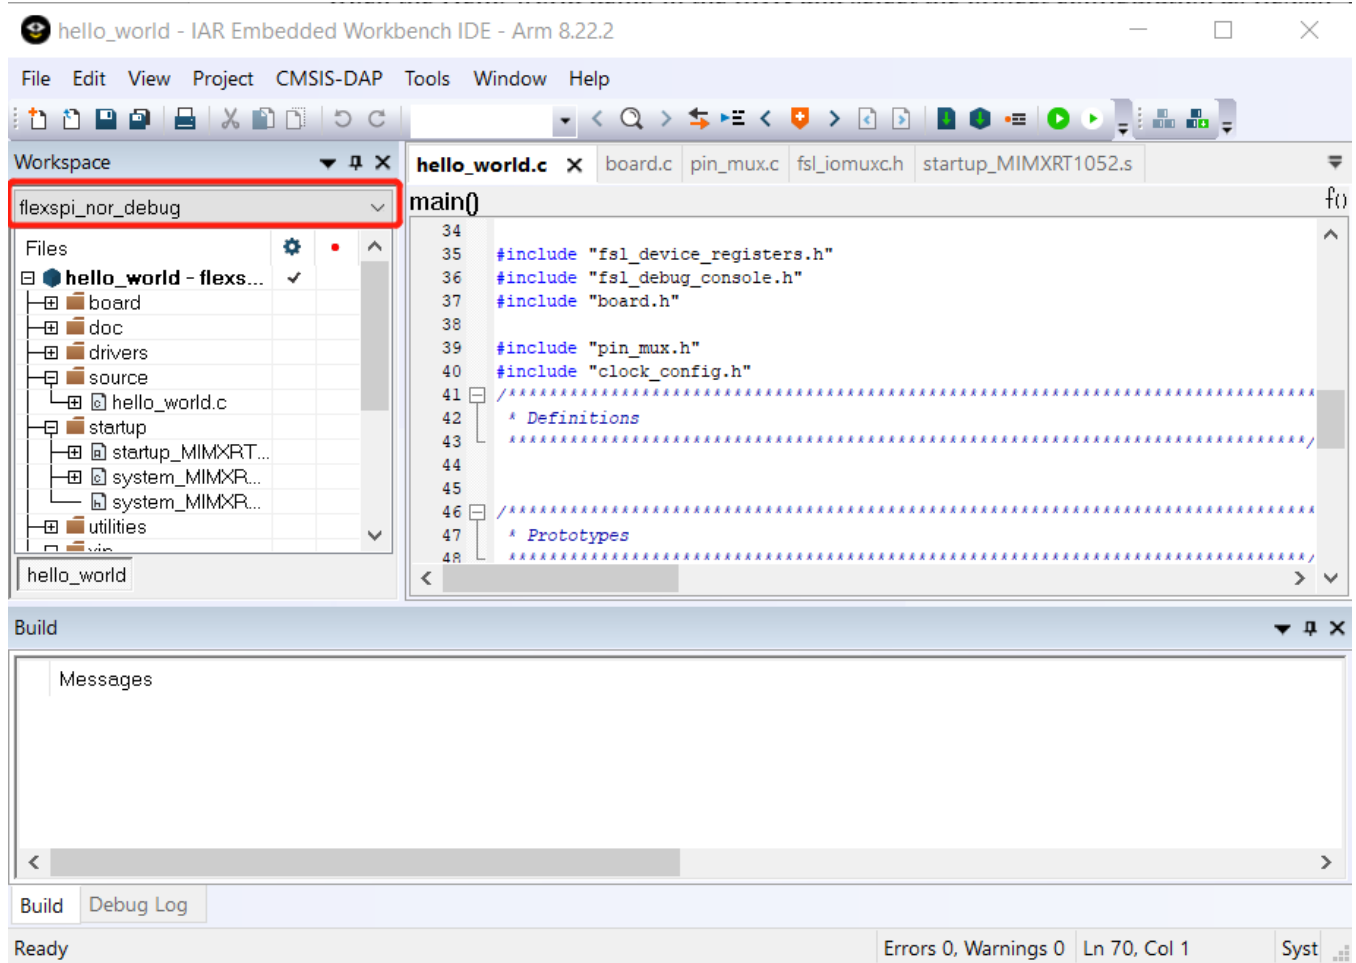 hello_world - IAR Embedded Workbench IDE - Arm 8.22.2
File Edit View Project CMSIS-DAP Tools Window Help
Workspace
flexspi_nor_debug
Files
hello_world - flexs...
board
doc
drivers
source
hello_world.c
startup
startup_MIMXRT...
system_MIMXR...
system_MIMXR...
utilities
xip
hello_world
hello_world.c board.c pin_mux.c fsl_iomuxc.h startup_MIMXRT1052.s
main()
f()
34
35 #include "fsl_device_registers.h"
36 #include "fsl_debug_console.h"
37 #include "board.h"
38
39 #include "pin_mux.h"
40 #include "clock_config.h"
41 /*******************************************************************************
42 * Definitions
43 ******************************************************************************/
44
45
46 /*******************************************************************************
47 * Prototypes
48 ******************************************************************************/
Build
Messages
Build Debug Log
Ready
Errors 0, Warnings 0 Ln 70, Col 1 Syst